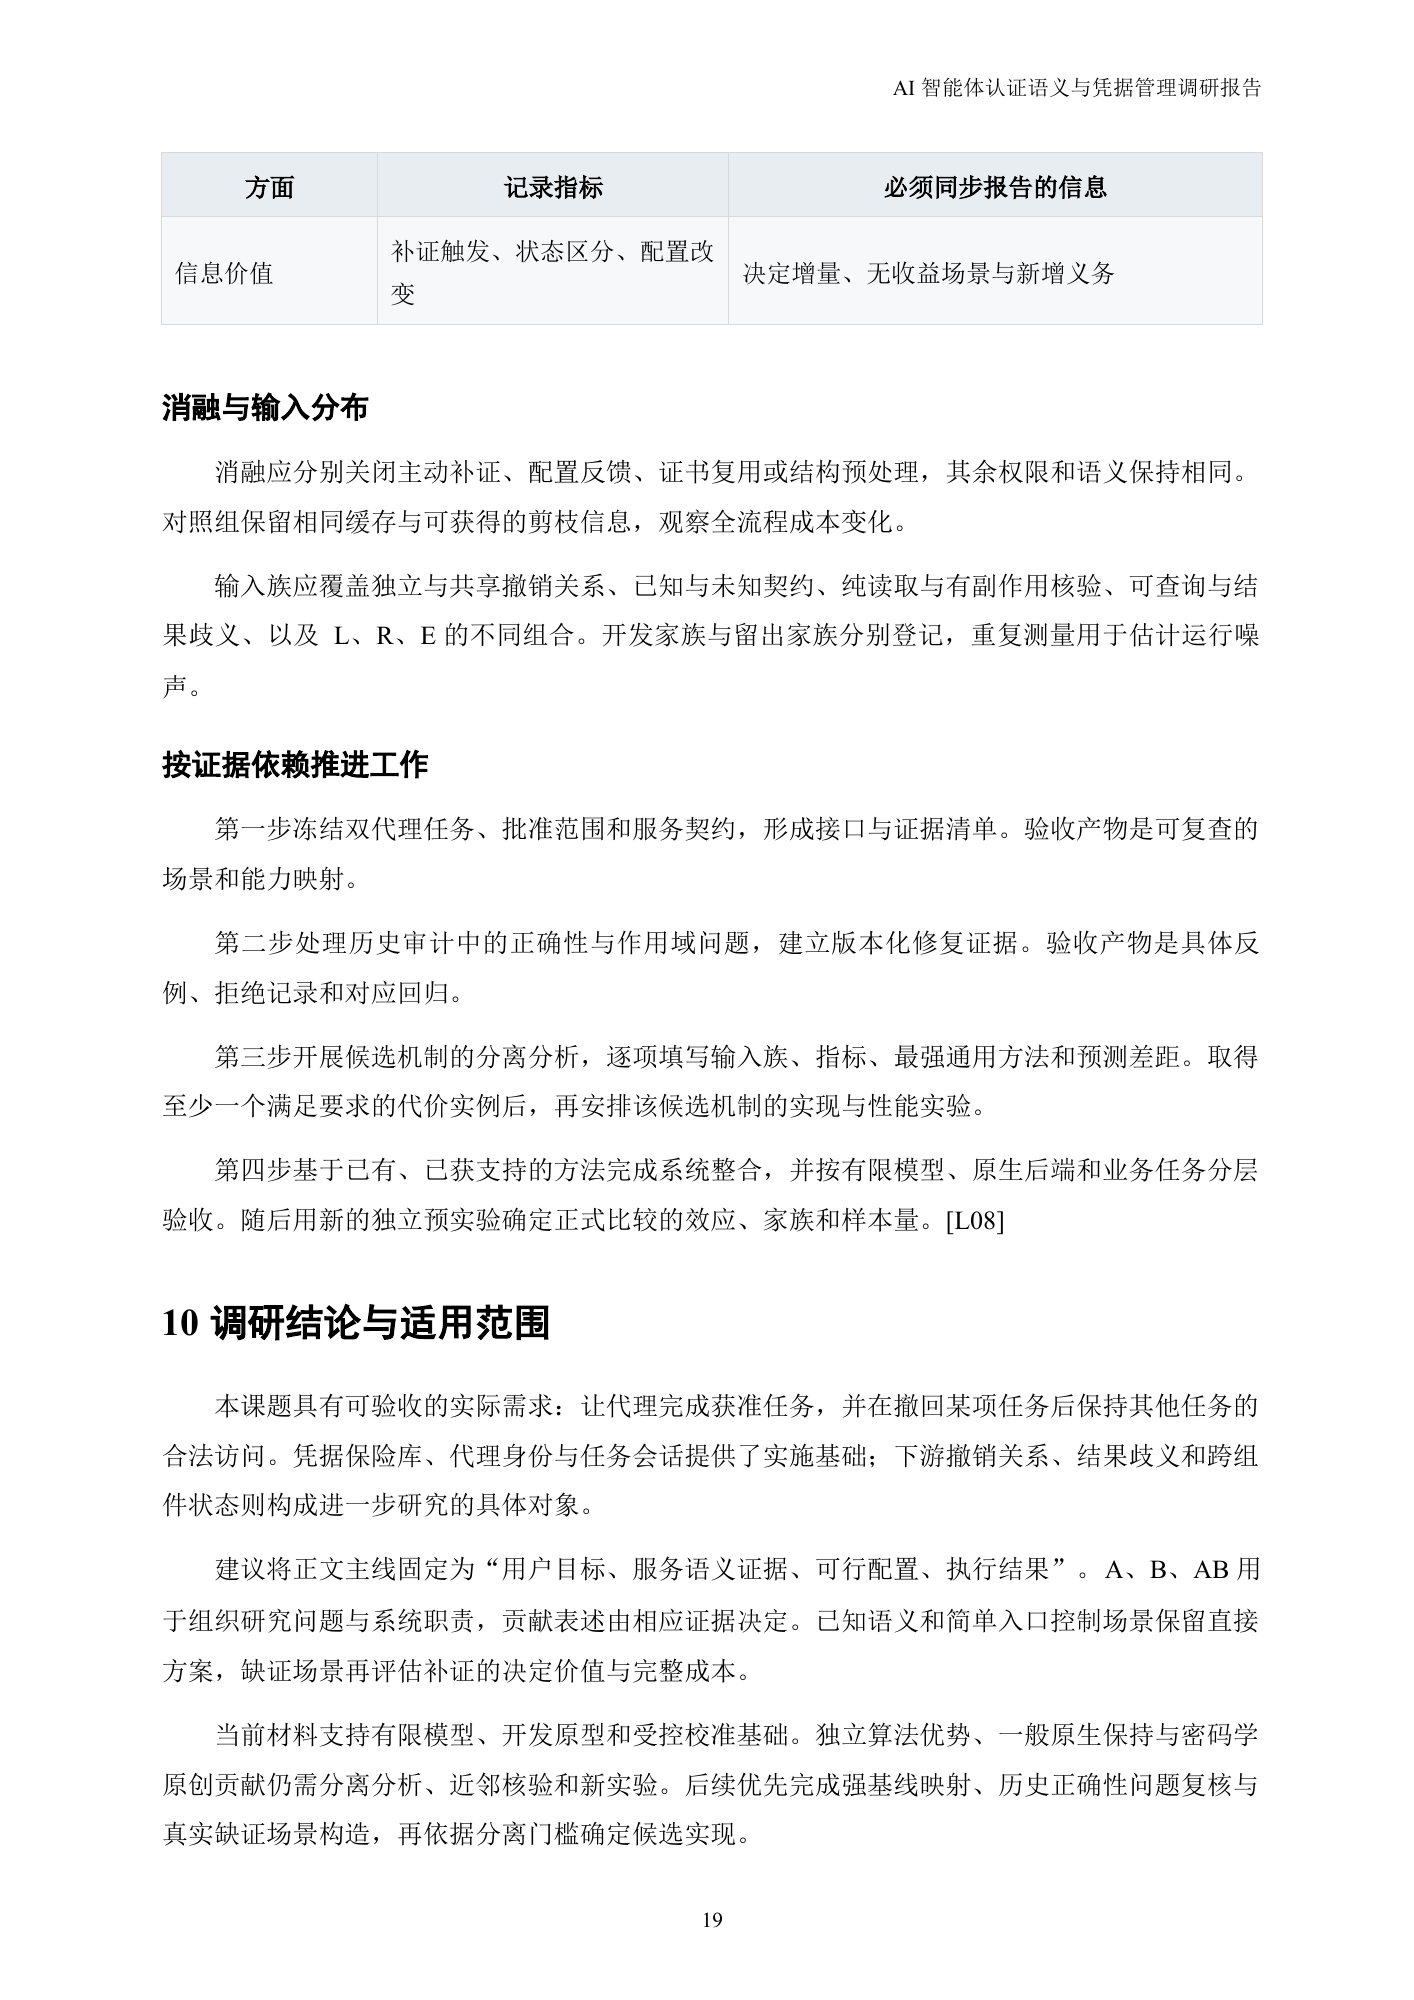 AI 智能体认证语义与凭据管理调研报告
方面 记录指标 必须同步报告的信息
信息价值 补证触发、状态区分、配置改变 决定增量、无收益场景与新增义务
消融与输入分布
消融应分别关闭主动补证、配置反馈、证书复用或结构预处理，其余权限和语义保持相同。
对照组保留相同缓存与可获得的剪枝信息，观察全流程成本变化。
输入族应覆盖独立与共享撤销关系、已知与未知契约、纯读取与有副作用核验、可查询与结
果歧义、以及 L、R、E 的不同组合。开发家族与留出家族分别登记，重复测量用于估计运行噪
声。
按证据依赖推进工作
第一步冻结双代理任务、批准范围和服务契约，形成接口与证据清单。验收产物是可复查的
场景和能力映射。
第二步处理历史审计中的正确性与作用域问题，建立版本化修复证据。验收产物是具体反
例、拒绝记录和对应回归。
第三步开展候选机制的分离分析，逐项填写输入族、指标、最强通用方法和预测差距。取得
至少一个满足要求的代价实例后，再安排该候选机制的实现与性能实验。
第四步基于已有、已获支持的方法完成系统整合，并按有限模型、原生后端和业务任务分层
验收。随后用新的独立预实验确定正式比较的效应、家族和样本量。[L08]
10 调研结论与适用范围
本课题具有可验收的实际需求：让代理完成获准任务，并在撤回某项任务后保持其他任务的
合法访问。凭据保险库、代理身份与任务会话提供了实施基础；下游撤销关系、结果歧义和跨组
件状态则构成进一步研究的具体对象。
建议将正文主线固定为“用户目标、服务语义证据、可行配置、执行结果”。A、B、AB 用
于组织研究问题与系统职责，贡献表述由相应证据决定。已知语义和简单入口控制场景保留直接
方案，缺证场景再评估补证的决定价值与完整成本。
当前材料支持有限模型、开发原型和受控校准基础。独立算法优势、一般原生保持与密码学
原创贡献仍需分离分析、近邻核验和新实验。后续优先完成强基线映射、历史正确性问题复核与
真实缺证场景构造，再依据分离门槛确定候选实现。
19